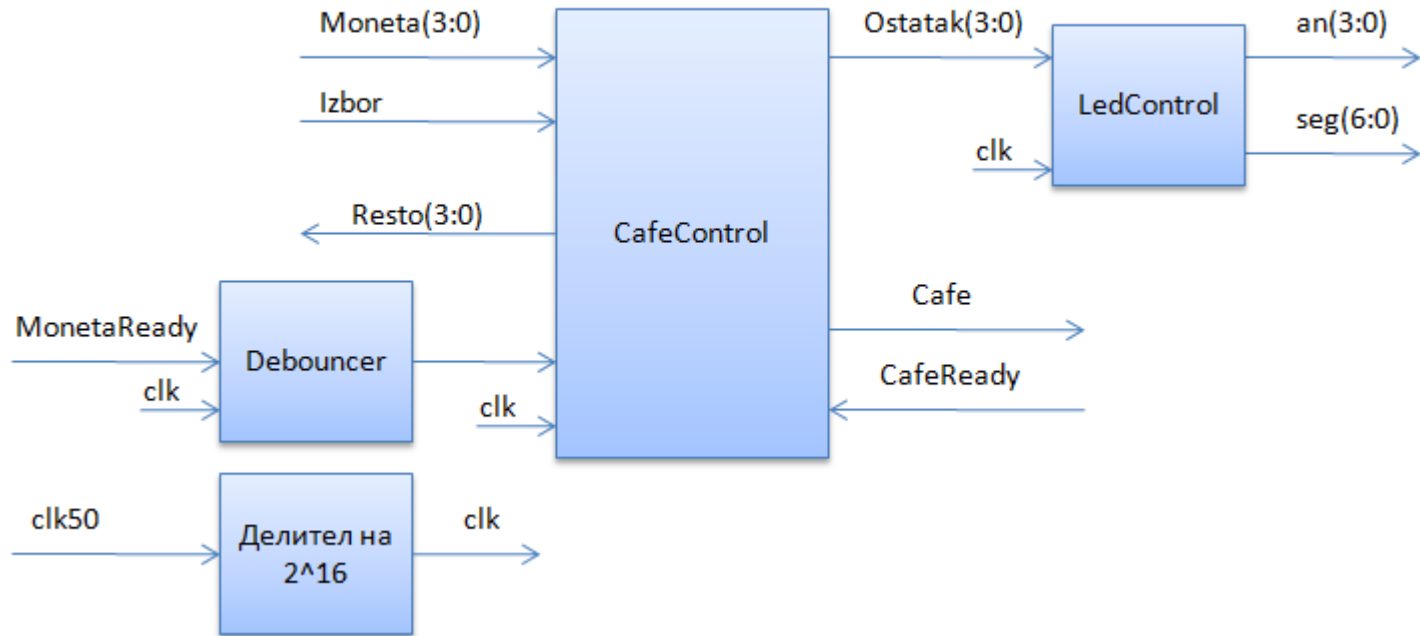 Moneta(3:0)
Izbor
Resto(3:0)
MonetaReady
clk
Debouncer
clk
CafeControl
Ostatak(3:0)
clk
LedControl
an(3:0)
seg(6:0)
Cafe
CafeReady
clk50
Делител на
2^16
clk